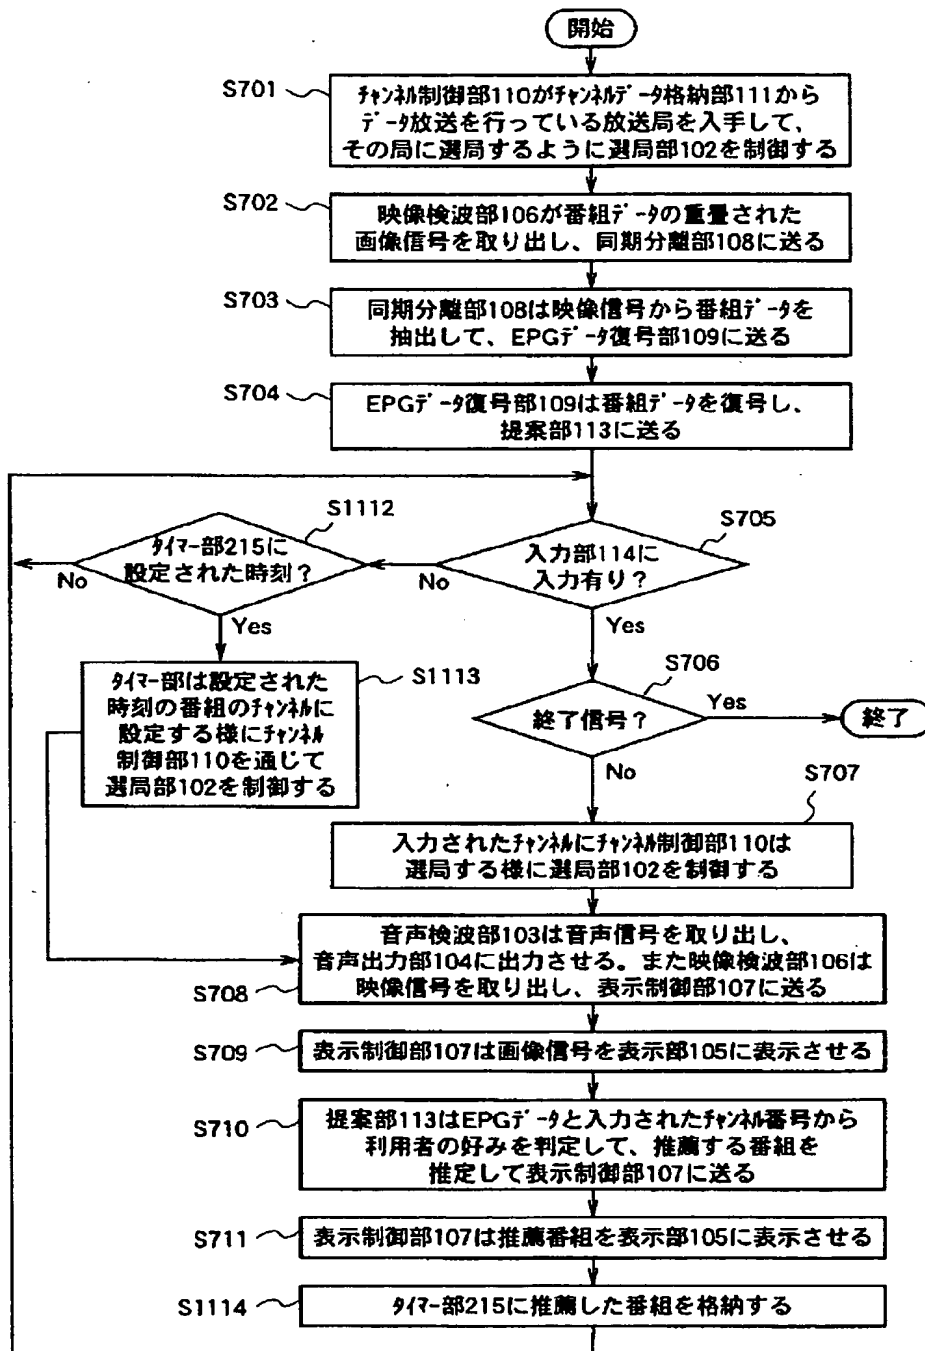 開始
S701
チャンネル制御部110がチャンネルデータ格納部111から
データ放送を行っている放送局を入手して、
その局に選局するように選局部102を制御する
S702
映像検波部106が番組データの重畳された
画像信号を取り出し、同期分離部108に送る
S703
同期分離部108は映像信号から番組データを
抽出して、EPGデータ復号部109に送る
S704
EPGデータ復号部109は番組データを復号し、
提案部113に送る
S1112
タイマー部215に
設定された時刻?
No
Yes
S705
入力部114に
入力有り?
No
Yes
S1113
タイマー部は設定された
時刻の番組のチャンネルに
設定する様にチャンネル
制御部110を通じて
選局部102を制御する
S706
終了信号?
Yes
No
終了
S707
入力されたチャンネルにチャンネル制御部110は
選局する様に選局部102を制御する
S708
音声検波部103は音声信号を取り出し、
音声出力部104に出力させる。また映像検波部106は
映像信号を取り出し、表示制御部107に送る
S709
表示制御部107は画像信号を表示部105に表示させる
S710
提案部113はEPGデータと入力されたチャンネル番号から
利用者の好みを判定して、推薦する番組を
推定して表示制御部107に送る
S711
表示制御部107は推薦番組を表示部105に表示させる
S1114
タイマー部215に推薦した番組を格納する